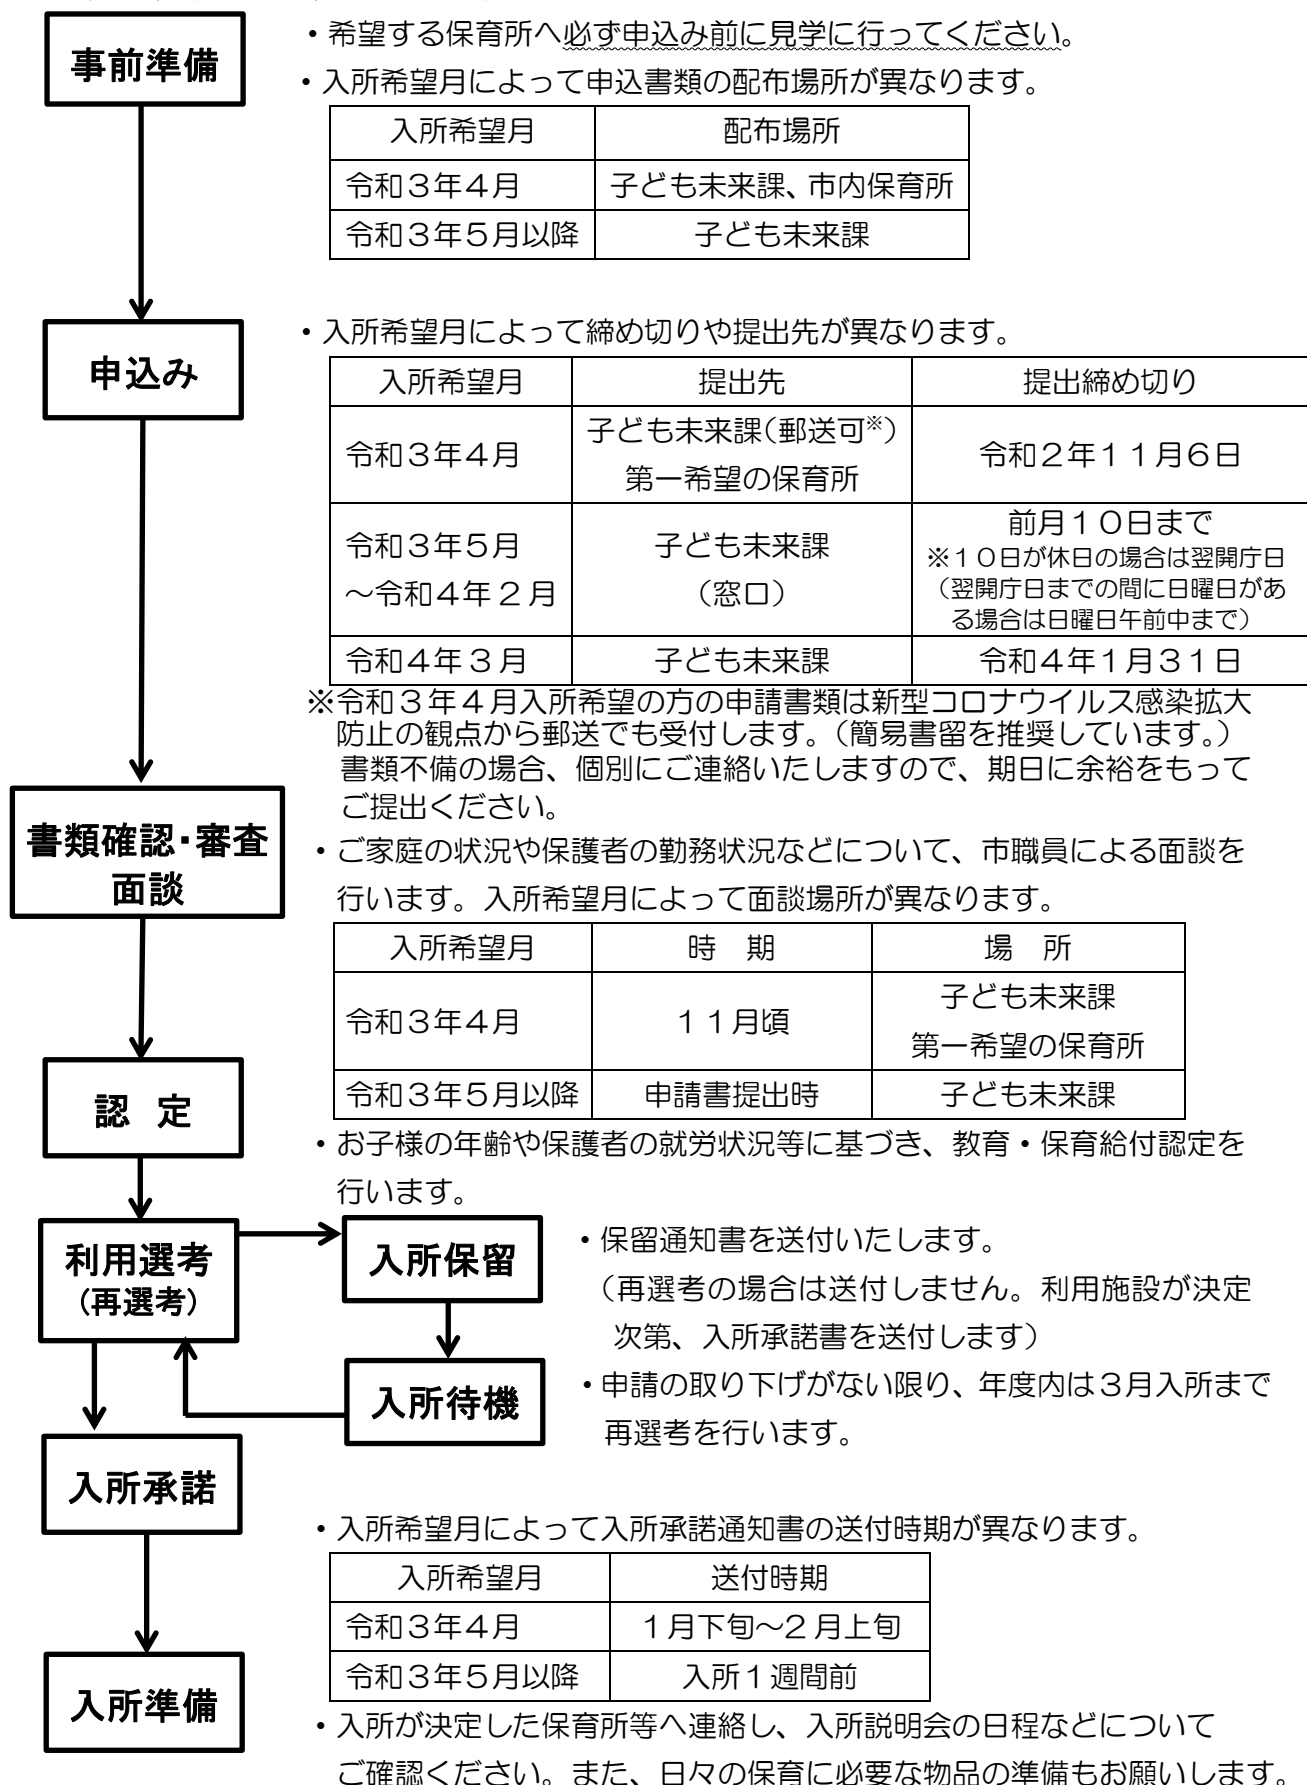 事前準備
・希望する保育所へ必ず申込み前に見学に行ってください。
・入所希望月によって申込書類の配布場所が異なります。
入所希望月 配布場所
令和３年４月 子ども未来課、市内保育所
令和３年５月以降 子ども未来課
申込み
・入所希望月によって締め切りや提出先が異なります。
入所希望月 提出先 提出締め切り
令和３年４月 子ども未来課（郵送可※） 令和２年１１月６日
第一希望の保育所
令和３年５月 子ども未来課 前月１０日まで
～令和４年２月 （窓口） ※１０日が休日の場合は翌開庁日
（翌開庁日までの間に日曜日があ
る場合は日曜日午前中まで）
令和４年３月 子ども未来課 令和４年１月３１日
※令和３年４月入所希望の方の申請書類は新型コロナウイルス感染拡大
防止の観点から郵送でも受付します。（簡易書留を推奨しています。）
書類不備の場合、個別にご連絡いたしますので、期日に余裕をもって
ご提出ください。
書類確認・審査
面談
・ご家庭の状況や保護者の勤務状況などについて、市職員による面談を
行います。入所希望月によって面談場所が異なります。
入所希望月 時　期 場　所
令和３年４月 １１月頃 子ども未来課
第一希望の保育所
令和３年５月以降 申請書提出時 子ども未来課
認　定
・お子様の年齢や保護者の就労状況等に基づき、教育・保育給付認定を
行います。
利用選考
（再選考）
入所保留
・保留通知書を送付いたします。
（再選考の場合は送付しません。利用施設が決定
次第、入所承諾書を送付します）
入所待機
・申請の取り下げがない限り、年度内は３月入所まで
再選考を行います。
入所承諾
・入所希望月によって入所承諾通知書の送付時期が異なります。
入所希望月 送付時期
令和３年４月 １月下旬～２月上旬
令和３年５月以降 入所１週間前
入所準備
・入所が決定した保育所等へ連絡し、入所説明会の日程などについて
ご確認ください。また、日々の保育に必要な物品の準備もお願いします。